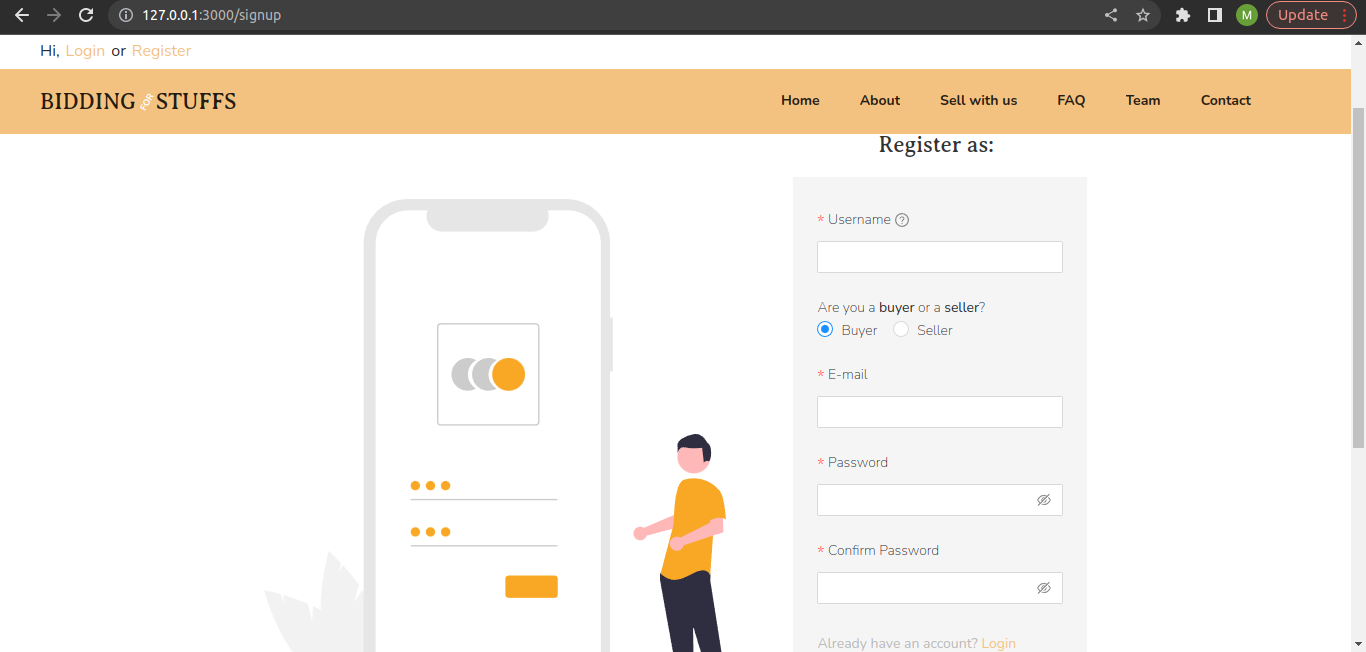 127.0.0.1:3000/signup
M
Update
Hi, Login or Register
BIDDING FOR STUFFS
Home About Sell with us FAQ Team Contact
Register as:
* Username
Are you a buyer or a seller?
Buyer Seller
* E-mail
* Password
* Confirm Password
Already have an account? Login